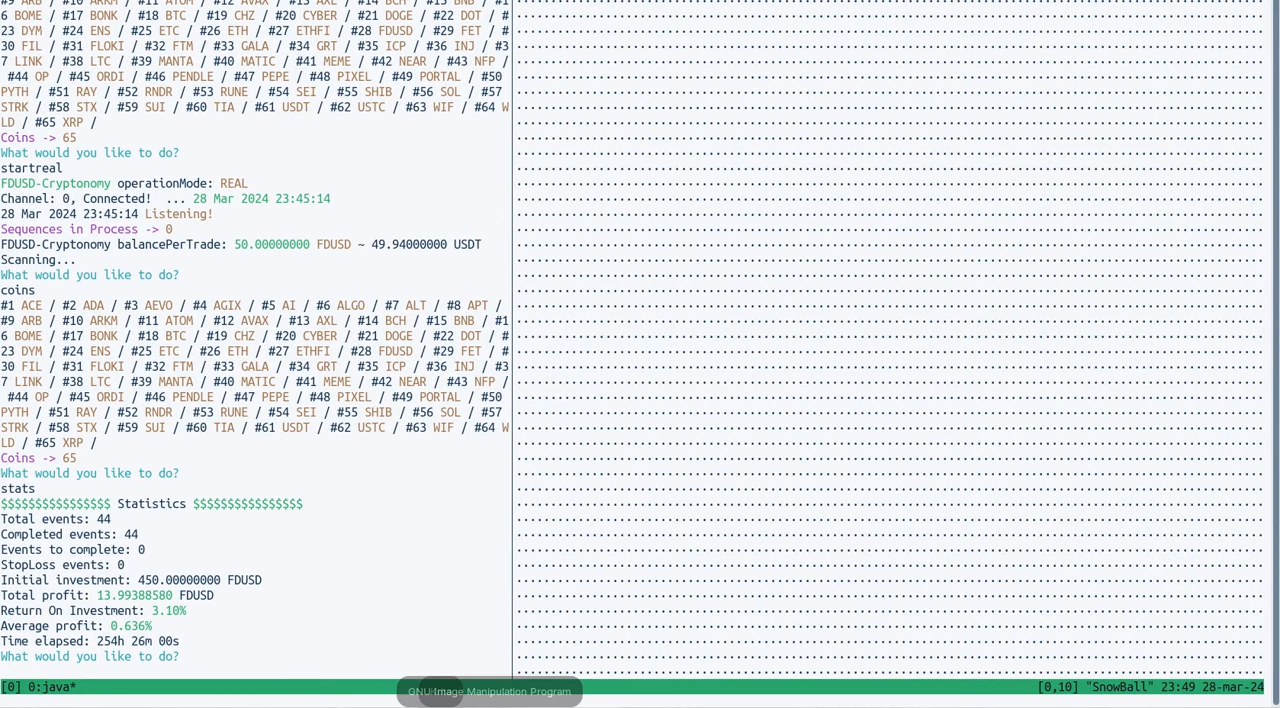 #9 ARB / #10 ARKM / #11 ATOM / #12 AVAX / #13 AXL / #14 BCH / #15 BNB / #1
6 BOME / #17 BONK / #18 BTC / #19 CHZ / #20 CYBER / #21 DOGE / #22 DOT / #
23 DYM / #24 ENS / #25 ETC / #26 ETH / #27 ETHFI / #28 FDUSD / #29 FET / #
30 FIL / #31 FLOKI / #32 FTM / #33 GALA / #34 GRT / #35 ICP / #36 INJ / #3
7 LINK / #38 LTC / #39 MANTA / #40 MATIC / #41 MEME / #42 NEAR / #43 NFP /
#44 OP / #45 ORDI / #46 PENDLE / #47 PEPE / #48 PIXEL / #49 PORTAL / #50
PYTH / #51 RAY / #52 RNDR / #53 RUNE / #54 SEI / #55 SHIB / #56 SOL / #57
STRK / #58 STX / #59 SUI / #60 TIA / #61 USDT / #62 USTC / #63 WIF / #64 W
LD / #65 XRP /
Coins -> 65
What would you like to do?
startreal
FDUSD-Cryptonomy operationMode: REAL
Channel: 0, Connected!  ... 28 Mar 2024 23:45:14
28 Mar 2024 23:45:14 Listening!
Sequences in Process -> 0
FDUSD-Cryptonomy balancePerTrade: 50.00000000 FDUSD ~ 49.94000000 USDT
Scanning...
What would you like to do?
coins
#1 ACE / #2 ADA / #3 AEVO / #4 AGIX / #5 AI / #6 ALGO / #7 ALT / #8 APT /
#9 ARB / #10 ARKM / #11 ATOM / #12 AVAX / #13 AXL / #14 BCH / #15 BNB / #1
6 BOME / #17 BONK / #18 BTC / #19 CHZ / #20 CYBER / #21 DOGE / #22 DOT / #
23 DYM / #24 ENS / #25 ETC / #26 ETH / #27 ETHFI / #28 FDUSD / #29 FET / #
30 FIL / #31 FLOKI / #32 FTM / #33 GALA / #34 GRT / #35 ICP / #36 INJ / #3
7 LINK / #38 LTC / #39 MANTA / #40 MATIC / #41 MEME / #42 NEAR / #43 NFP /
#44 OP / #45 ORDI / #46 PENDLE / #47 PEPE / #48 PIXEL / #49 PORTAL / #50
PYTH / #51 RAY / #52 RNDR / #53 RUNE / #54 SEI / #55 SHIB / #56 SOL / #57
STRK / #58 STX / #59 SUI / #60 TIA / #61 USDT / #62 USTC / #63 WIF / #64 W
LD / #65 XRP /
Coins -> 65
What would you like to do?
stats
$$$$$$$$$$$$$$$$ Statistics $$$$$$$$$$$$$$$$
Total events: 44
Completed events: 44
Events to complete: 0
StopLoss events: 0
Initial investment: 450.00000000 FDUSD
Total profit: 13.99388580 FDUSD
Return On Investment: 3.10%
Average profit: 0.636%
Time elapsed: 254h 26m 00s
What would you like to do?
[0] 0:java*
GNU Image Manipulation Program
[0,10] "SnowBall" 23:49 28-mar-24